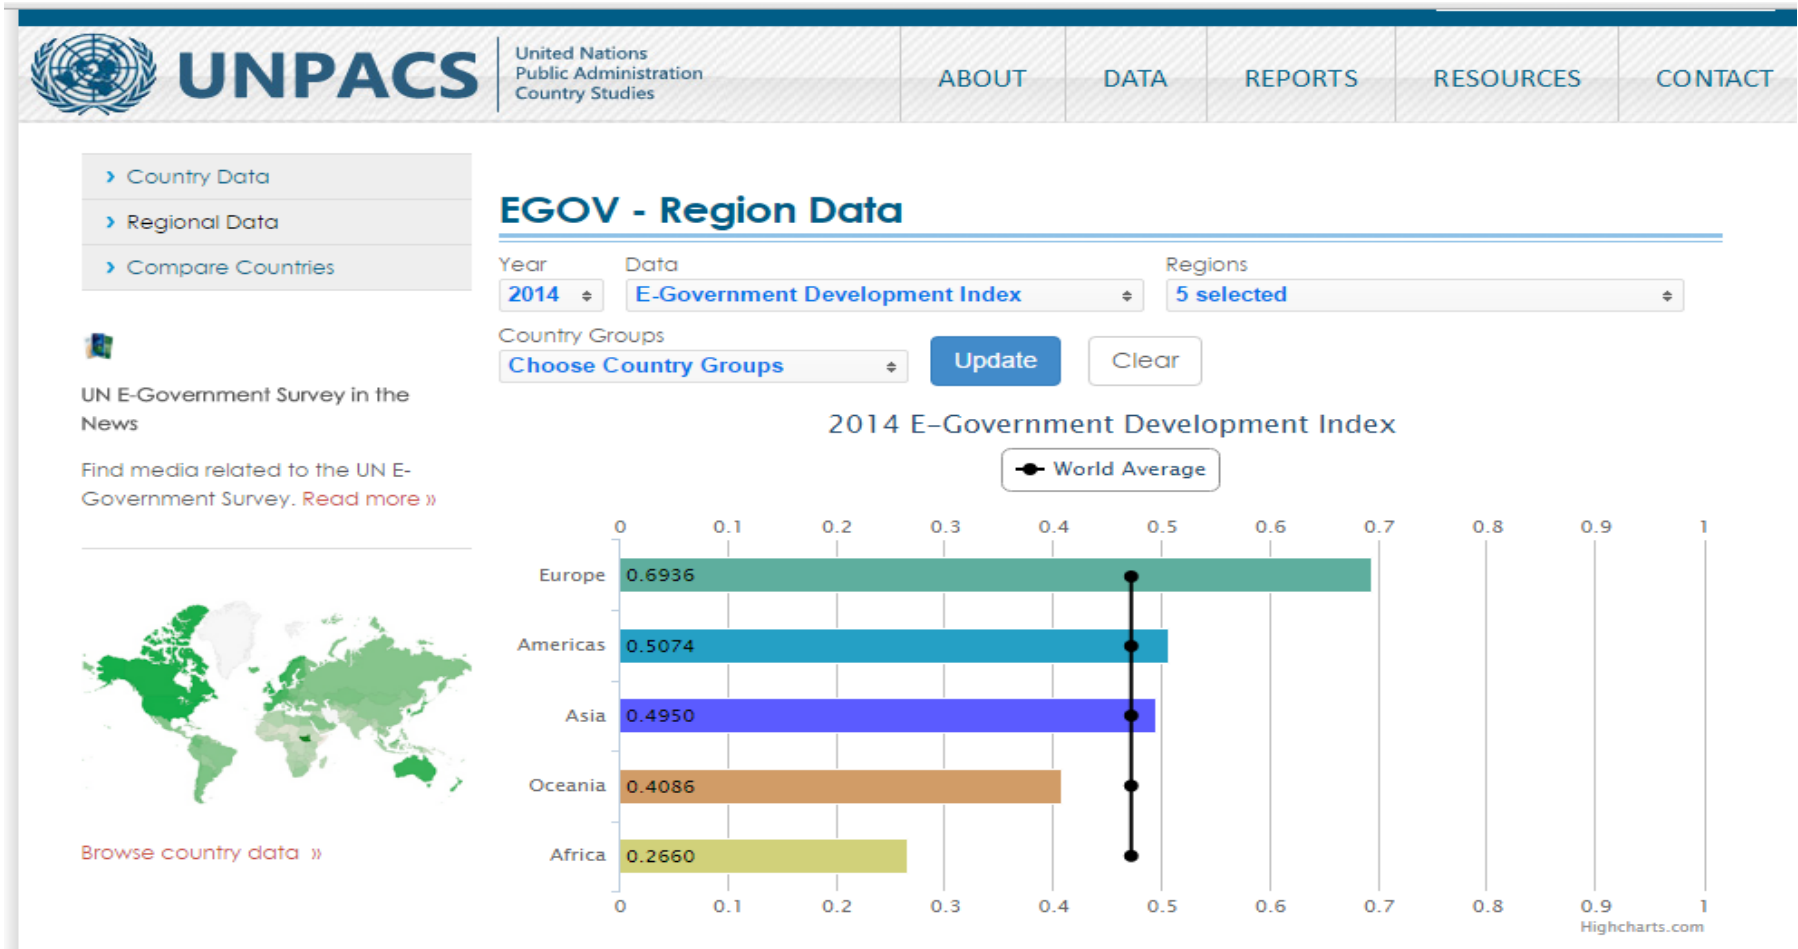 UNPACS
United Nations
Public Administration
Country Studies
ABOUT
DATA
REPORTS
RESOURCES
CONTACT
Country Data
Regional Data
Compare Countries
UN E-Government Survey in the
News
Find media related to the UN E-
Government Survey. Read more »
Browse country data »
EGOV - Region Data
Year Data Regions
2014 E-Government Development Index 5 selected
Country Groups
Choose Country Groups Update Clear
2014 E-Government Development Index
World Average
0 0.1 0.2 0.3 0.4 0.5 0.6 0.7 0.8 0.9 1
Europe 0.6936
Americas 0.5074
Asia 0.4950
Oceania 0.4086
Africa 0.2660
0 0.1 0.2 0.3 0.4 0.5 0.6 0.7 0.8 0.9 1
Highcharts.com